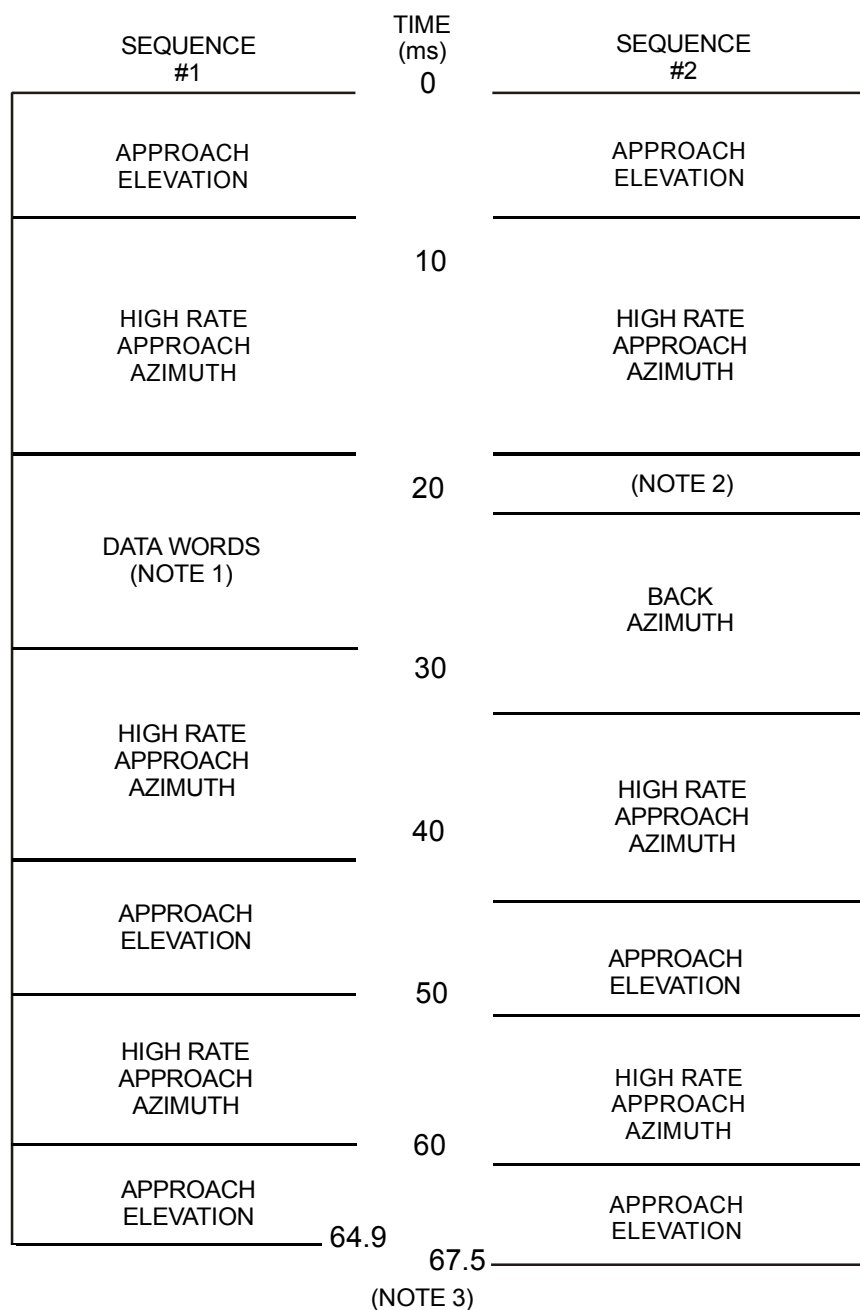 SEQUENCE
#1
APPROACH
ELEVATION
HIGH RATE
APPROACH
AZIMUTH
DATA WORDS
(NOTE 1)
HIGH RATE
APPROACH
AZIMUTH
APPROACH
ELEVATION
HIGH RATE
APPROACH
AZIMUTH
APPROACH
ELEVATION
TIME
(ms)
0
10
20
30
40
50
60
64.9
67.5
(NOTE 3)
SEQUENCE
#2
APPROACH
ELEVATION
HIGH RATE
APPROACH
AZIMUTH
(NOTE 2)
BACK
AZIMUTH
HIGH RATE
APPROACH
AZIMUTH
APPROACH
ELEVATION
HIGH RATE
APPROACH
AZIMUTH
APPROACH
ELEVATION